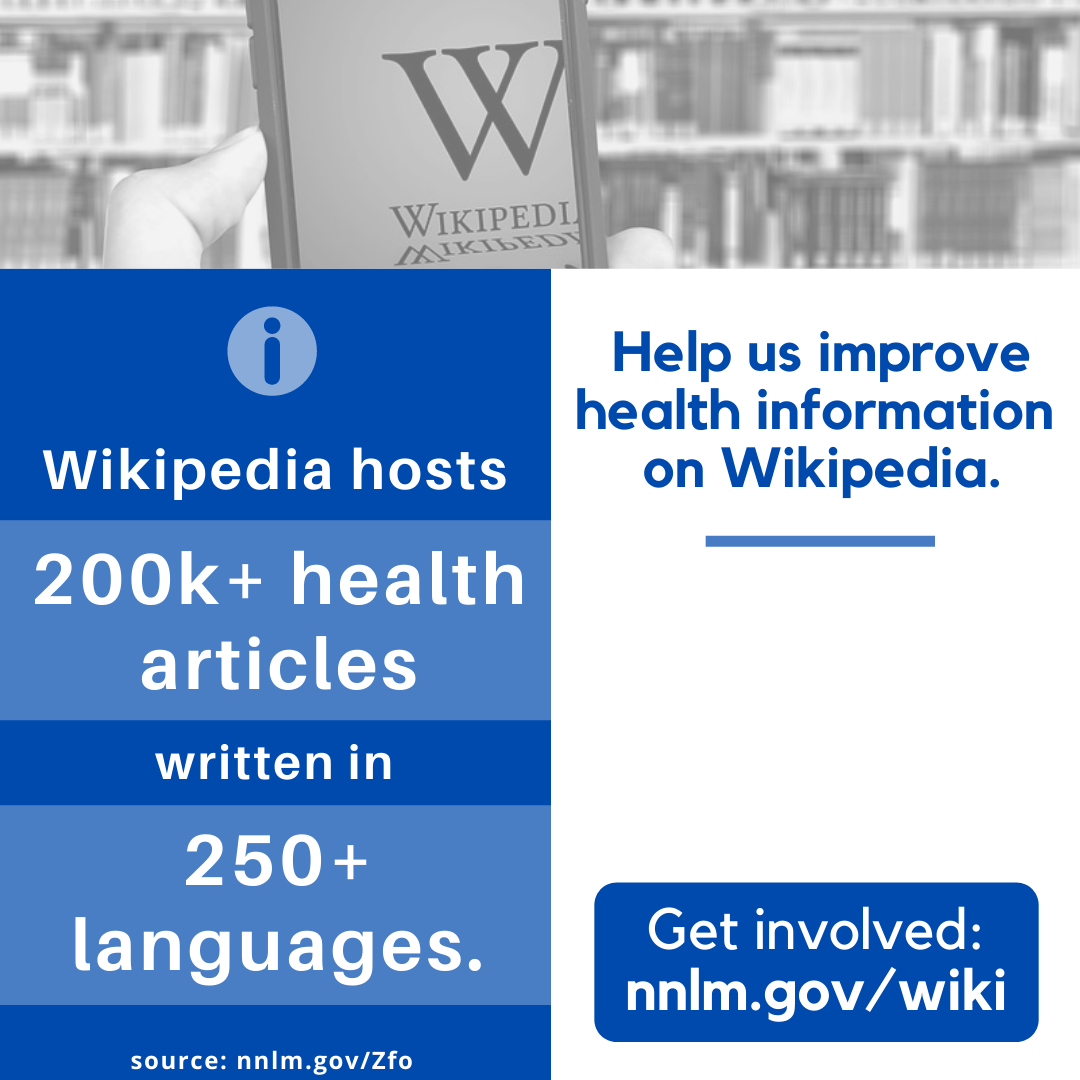 W
WIKIPEDIA
Wikipedia hosts
200k+ health
articles
written in
250+
languages.
source: nnlm.gov/Zfo
Help us improve
health information
on Wikipedia.
Get involved:
nnlm.gov/wiki